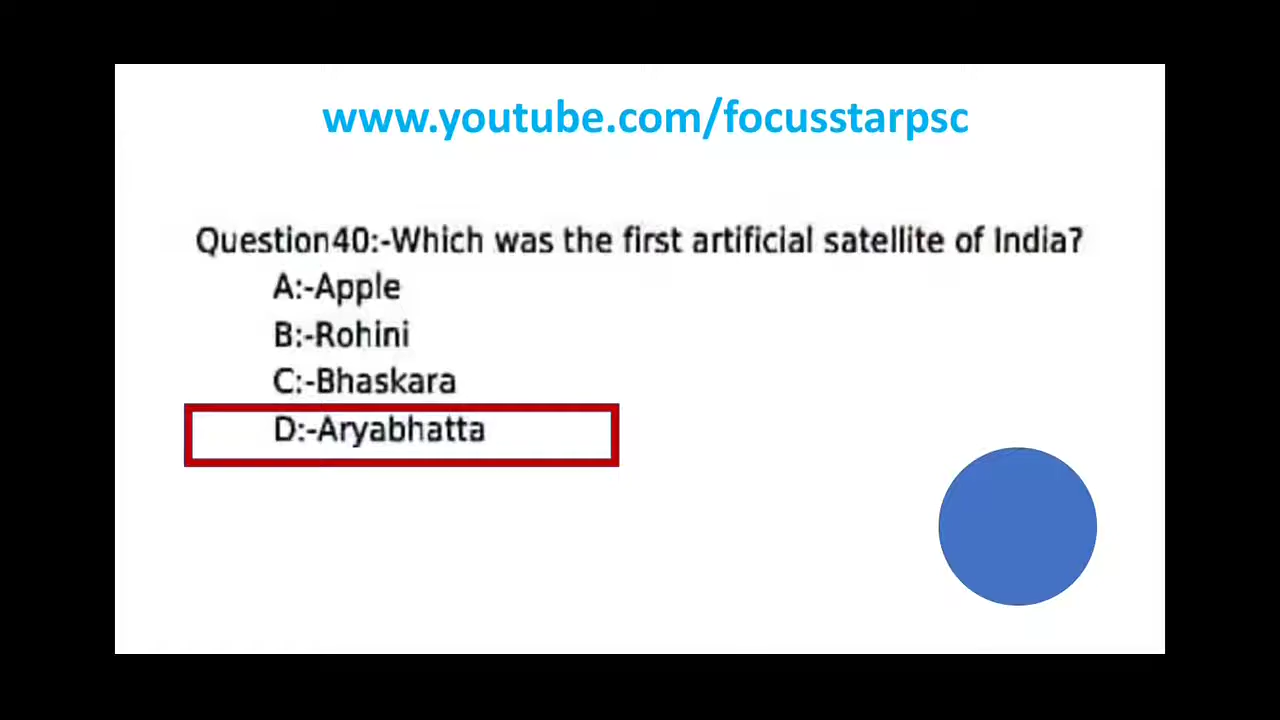 www.youtube.com/focusstarpsc
Question40:-Which was the first artificial satellite of India?
A:-Apple
B:-Rohini
C:-Bhaskara
D:-Aryabhatta